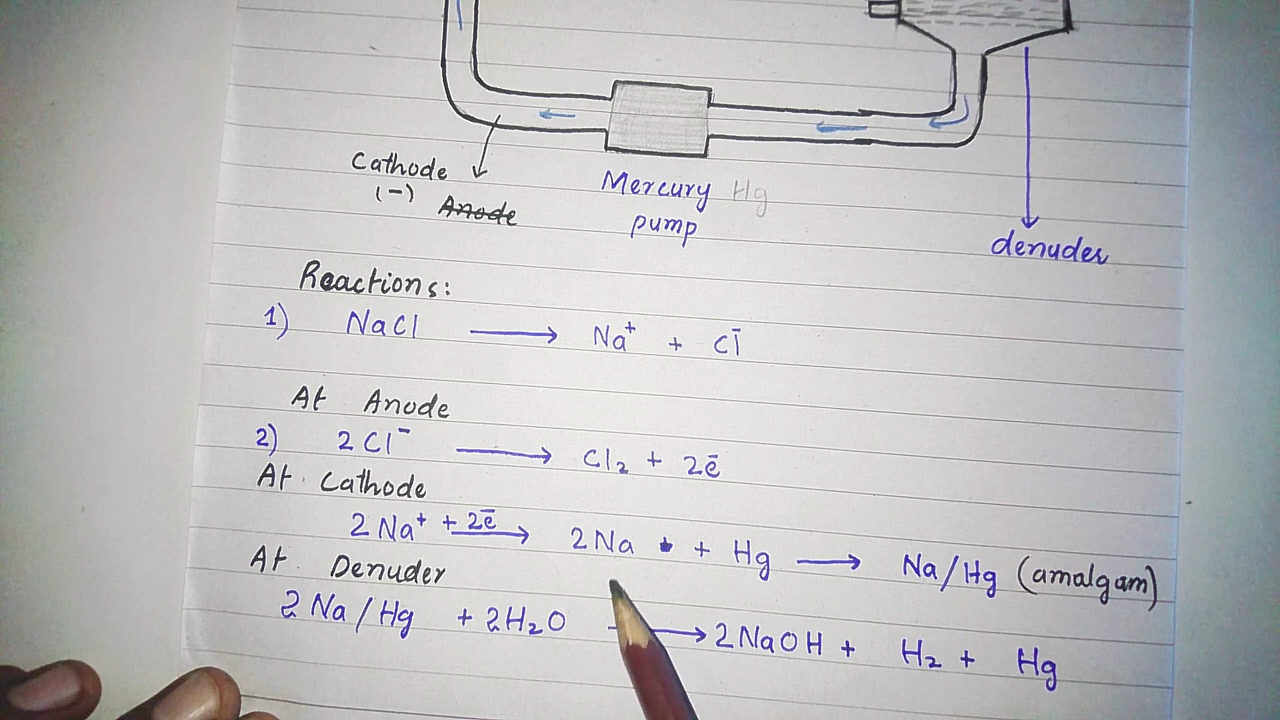 Cathode
(-) Anode
Mercury Hg
pump
denuder
Reactions:
1) NaCl ⟶ Na⁺ + Cl⁻
At Anode
2) 2Cl⁻ ⟶ Cl₂ + 2e⁻
At Cathode
2Na⁺ + 2e⁻ ⟶ 2Na + Hg ⟶ Na/Hg (amalgam)
At Denuder
2Na/Hg + 2H₂O ⟶ 2NaOH + H₂ + Hg